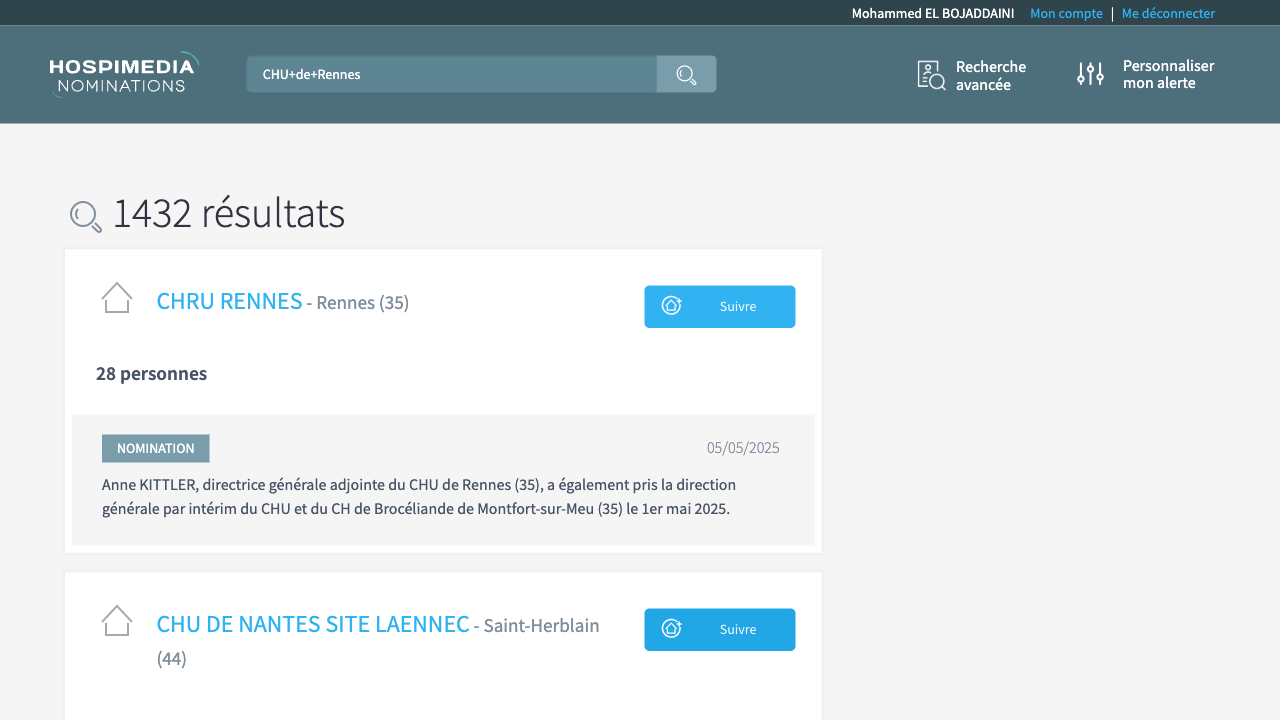 Mohammed EL BOJADDAINI Mon compte | Me déconnecter
HOSPIMEDIA
NOMINATIONS
CHU+de+Rennes
Recherche
avancée
Personnaliser
mon alerte
1432 résultats
CHRU RENNES - Rennes (35)
Suivre
28 personnes
NOMINATION
05/05/2025
Anne KITTLER, directrice générale adjointe du CHU de Rennes (35), a également pris la direction
générale par intérim du CHU et du CH de Brocéliande de Montfort-sur-Meu (35) le 1er mai 2025.
CHU DE NANTES SITE LAENNEC - Saint-Herblain
(44)
Suivre